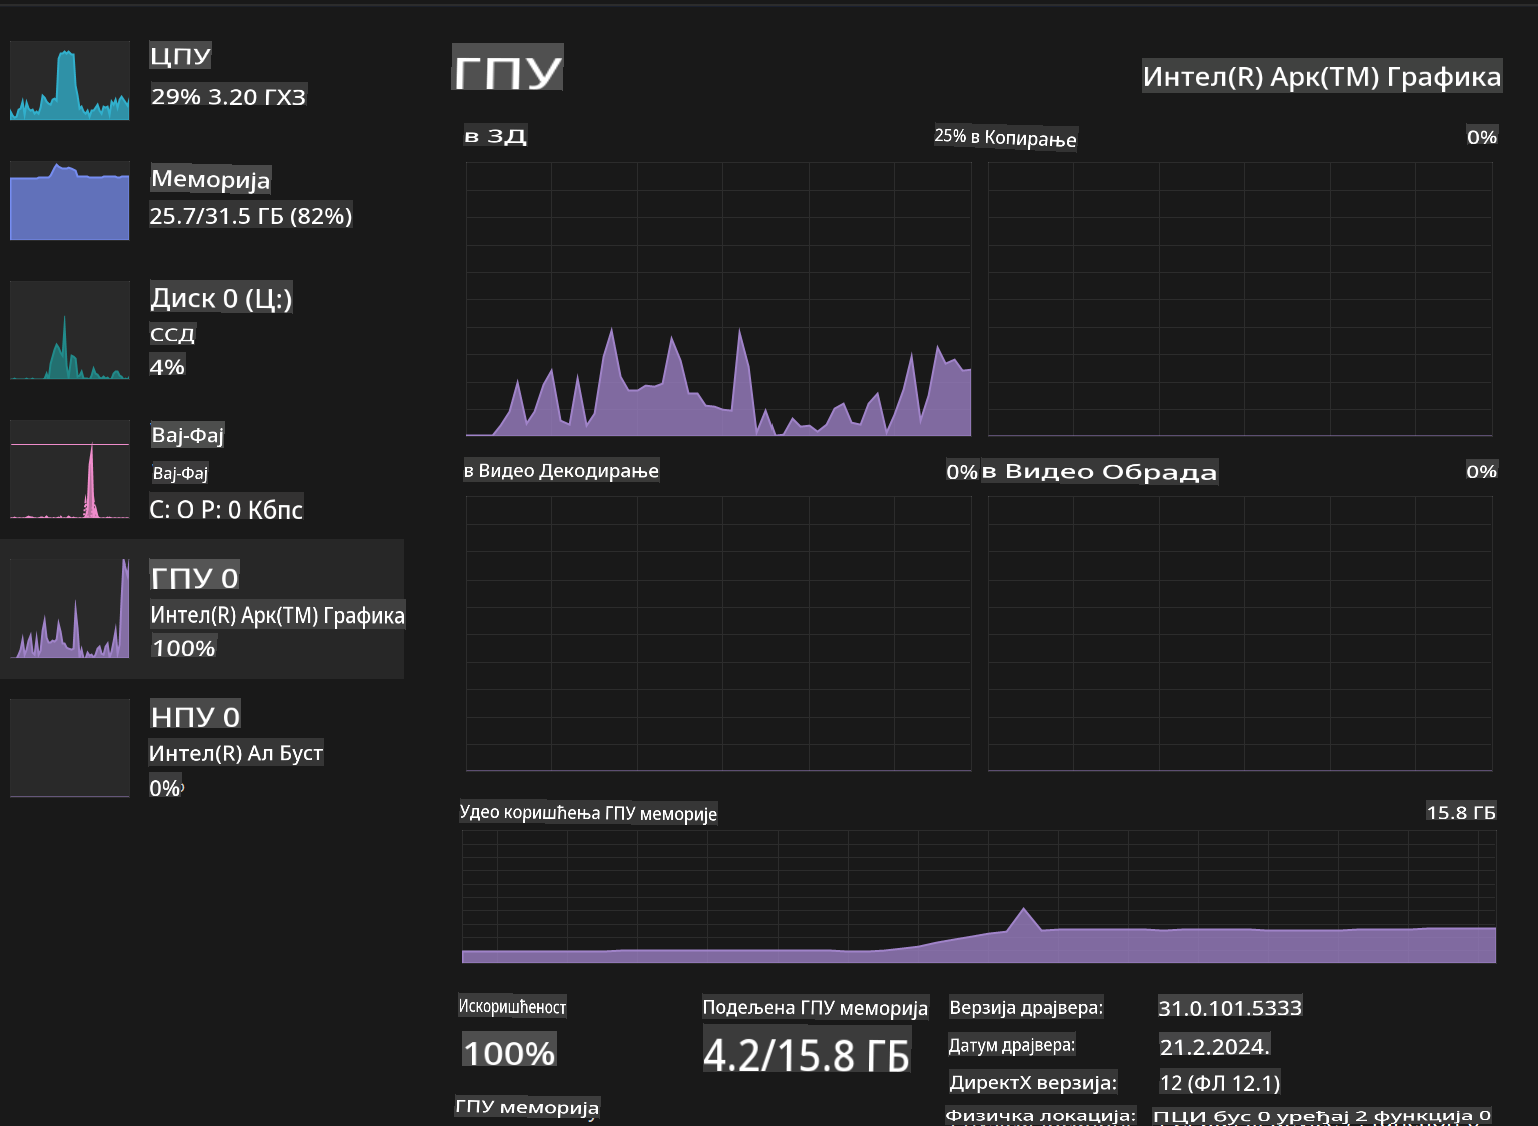 ЦПУ
29% 3.20 ГХЗ
Меморија
25.7/31.5 ГБ (82%)
Диск 0 (Ц:)
ССД
4%
Вај-Фај
Вај-Фај
С: О Р: 0 Кбпс
ГПУ 0
Интел(R) Арк(ТМ) Графика
100%
НПУ 0
Интел(R) Ал Буст
0%
ГПУ
Интел(R) Арк(ТМ) Графика
в 3Д
25% в Копирање
0%
в Видео Декодирање
0%
в Видео Обрада
0%
Удео коришћења ГПУ меморије
15.8 ГБ
Искоришћеност
100%
ГПУ меморија
Подељена ГПУ меморија
4.2/15.8 ГБ
Верзија драјвера: 31.0.101.5333
Датум драјвера: 21.2.2024.
ДиректХ верзија: 12 (ФЛ 12.1)
Физичка локација: ПЦИ бус 0 уређај 2 функција 0